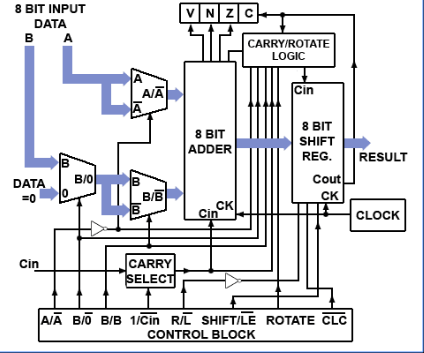 8 BIT INPUT
DATA
B A
V N Z C
CARRY/ROTATE
LOGIC
A
A̅
A/A̅
Cin
8 BIT
ADDER
8 BIT
SHIFT
REG.
RESULT
B
0
B/0
DATA
=0
B
B̅
B/B̅
Cout
CK
CK
Cin
CLOCK
Cin
CARRY
SELECT
A/A̅ B/0̅ B/B 1/C̅i̅n̅ R/L̅ SHIFT/L̅E̅ ROTATE C̅L̅C̅
CONTROL BLOCK